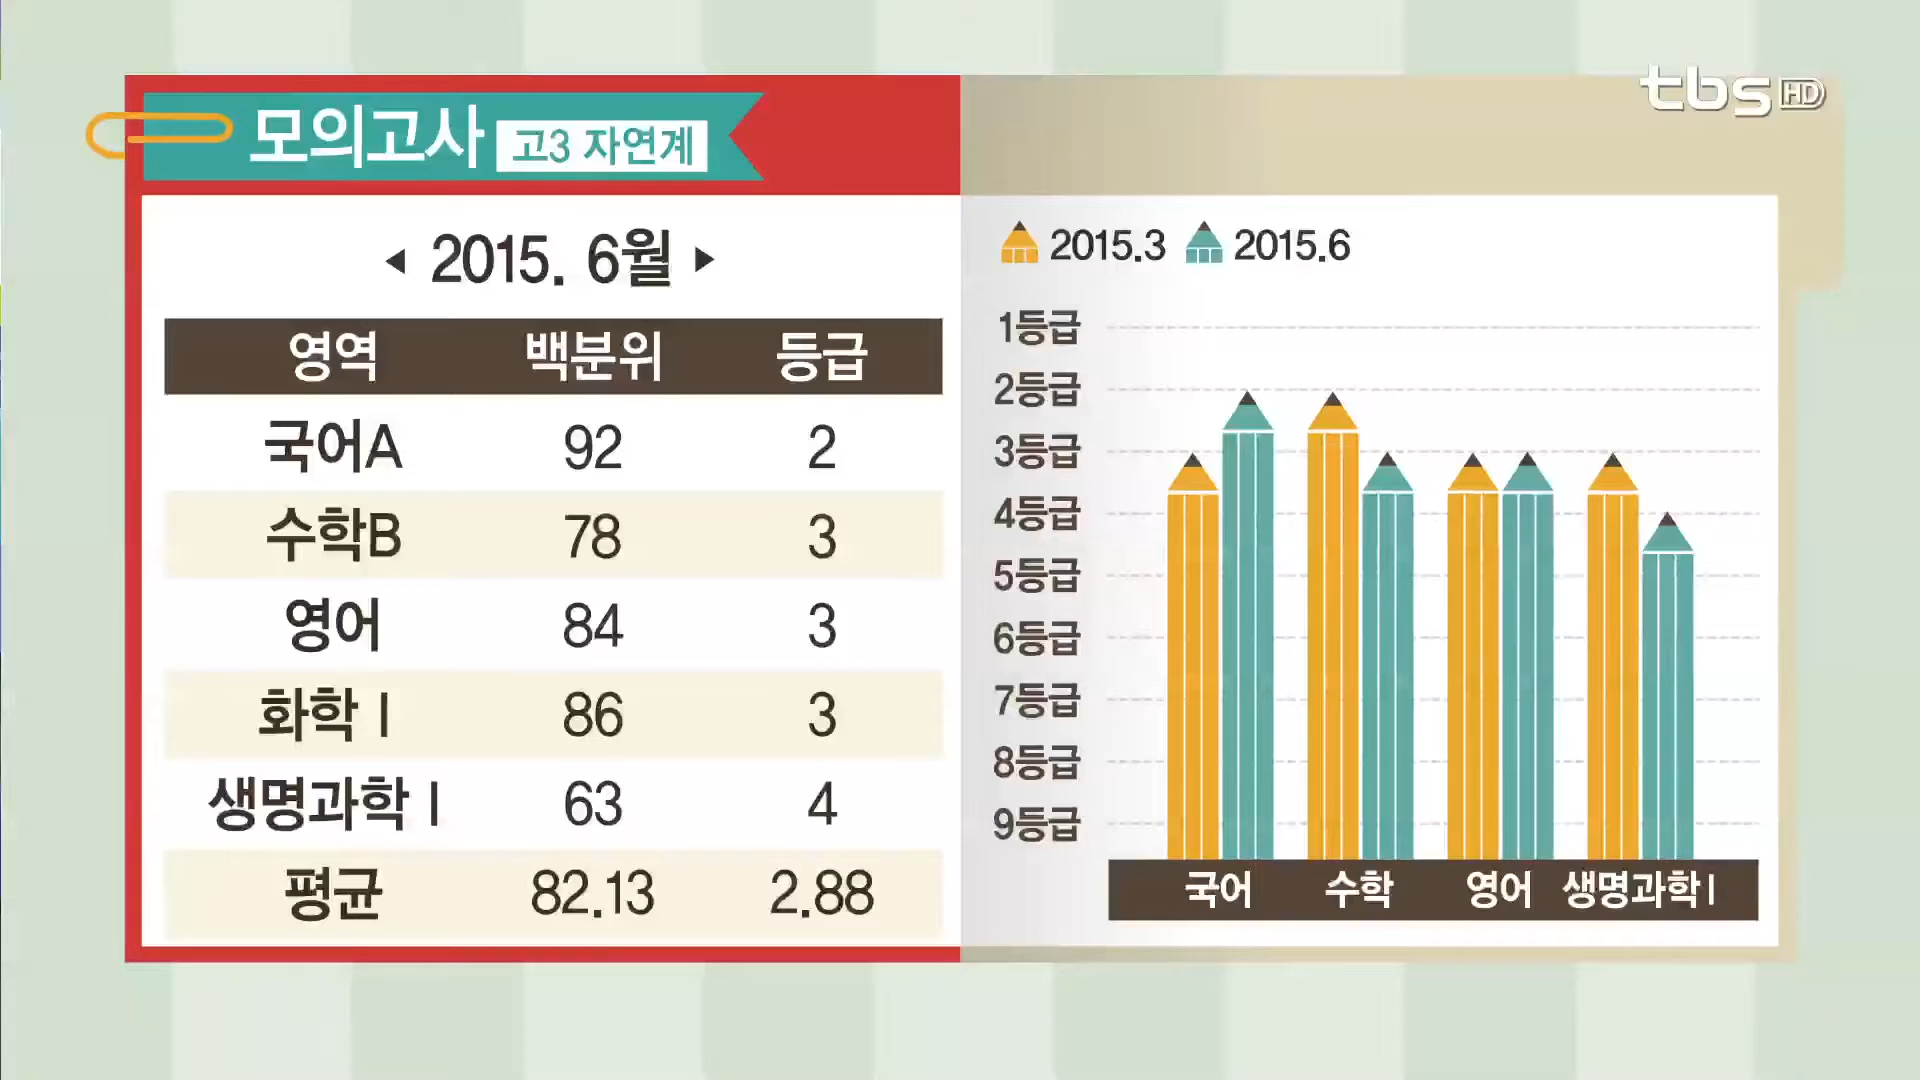 모의고사 고3 자연계
tbs HD
◂ 2015. 6월 ▸
영역 백분위 등급
국어A 92 2
수학B 78 3
영어 84 3
화학Ⅰ 86 3
생명과학Ⅰ 63 4
평균 82.13 2.88
2015.3 2015.6
1등급
2등급
3등급
4등급
5등급
6등급
7등급
8등급
9등급
국어 수학 영어 생명과학Ⅰ